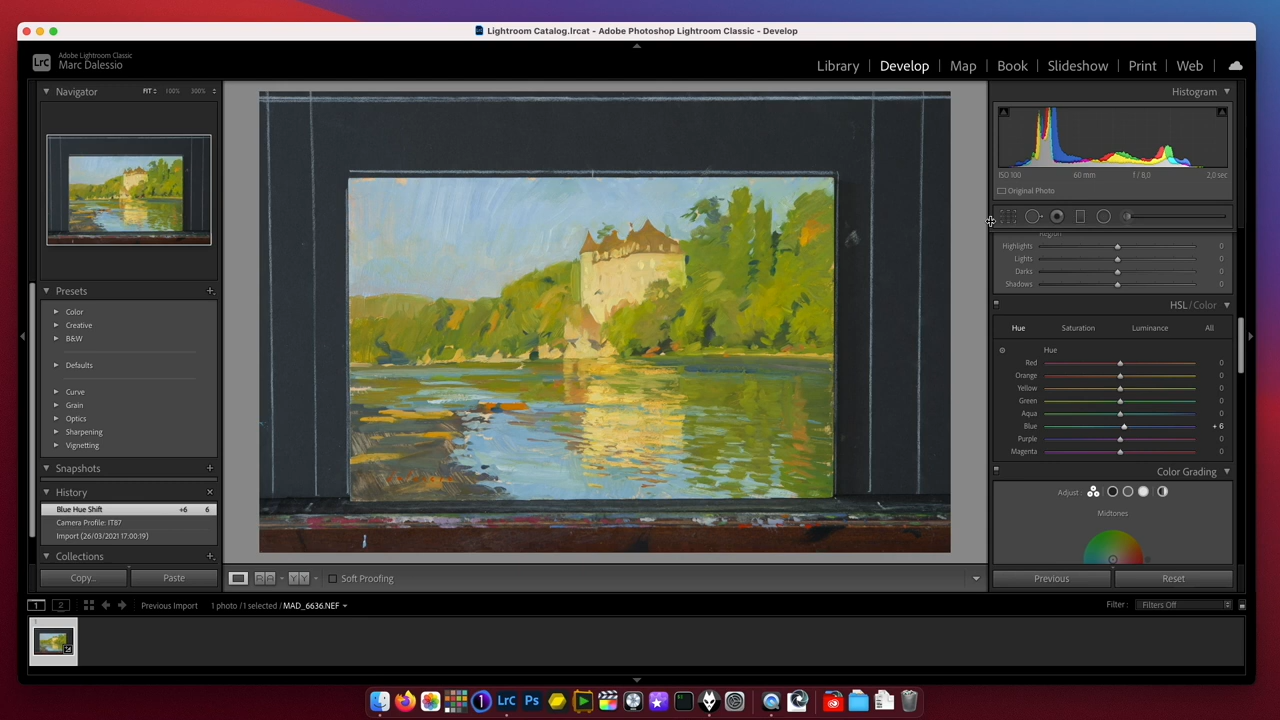 Lightroom Catalog.lrcat - Adobe Photoshop Lightroom Classic - Develop
LrC
Adobe Lightroom Classic
Marc Dalessio
Library
Develop
Map
Book
Slideshow
Print
Web
Navigator
FIT
100%
300%
Presets
Color
Creative
B&W
Defaults
Curve
Grain
Optics
Sharpening
Vignetting
Snapshots
History
Blue Hue Shift +6 6
Camera Profile: IT87
Import (26/03/2021 17:00:19)
Collections
Copy...
Paste
Soft Proofing
Histogram
ISO 100 60 mm f / 8,0 2,0 sec
Original Photo
Region
Highlights 0
Lights 0
Darks 0
Shadows 0
HSL / Color
Hue Saturation Luminance All
Hue
Red 0
Orange 0
Yellow 0
Green 0
Aqua 0
Blue + 6
Purple 0
Magenta 0
Color Grading
Adjust
Midtones
Previous
Reset
1 2 Previous Import 1 photo / 1 selected / MAD_6636.NEF
Filter : Filters Off
1
LrC
Ps